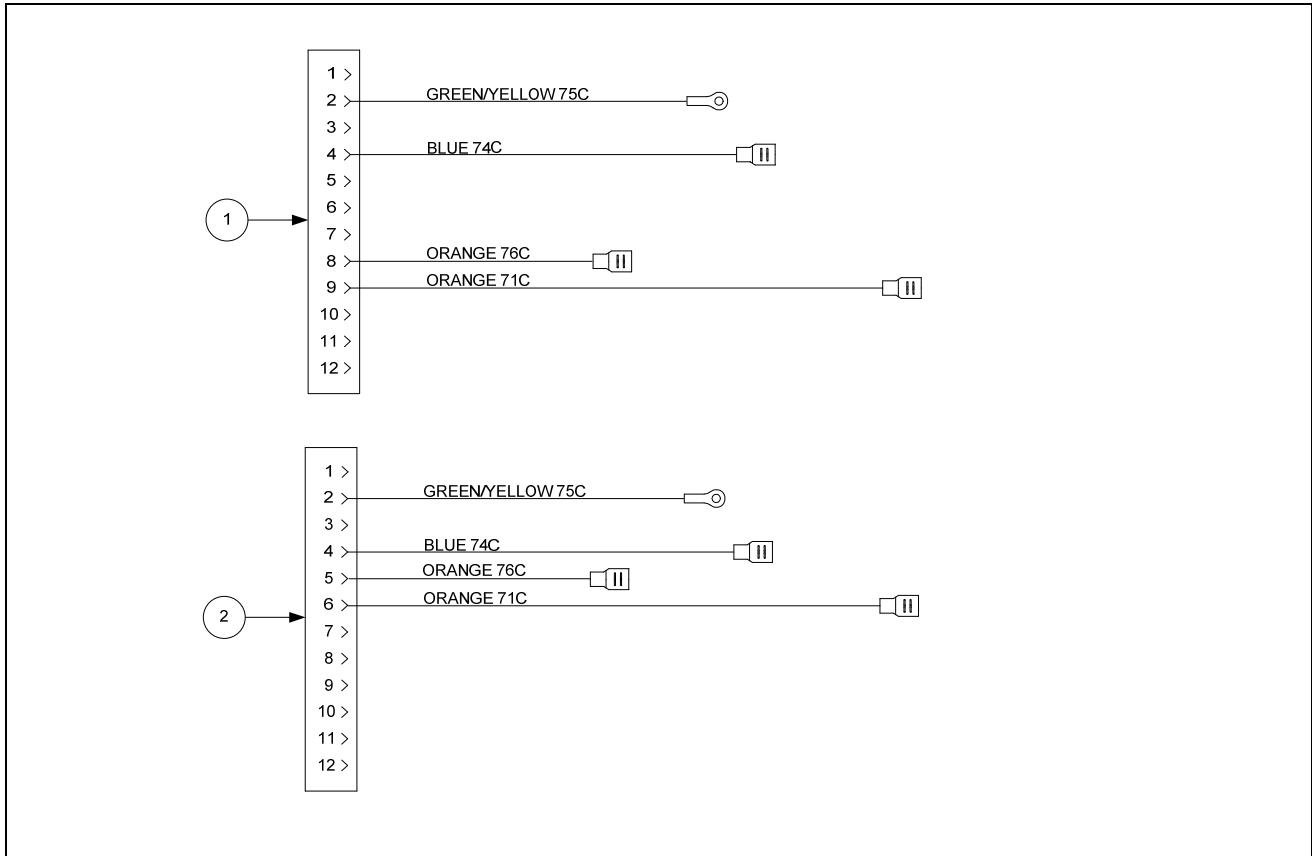 1
2 GREEN/YELLOW 75C
3
4 BLUE 74C
5
6
1
7
8 ORANGE 76C
9 ORANGE 71C
10
11
12
1
2 GREEN/YELLOW 75C
3
4 BLUE 74C
5 ORANGE 76C
6 ORANGE 71C
2
7
8
9
10
11
12